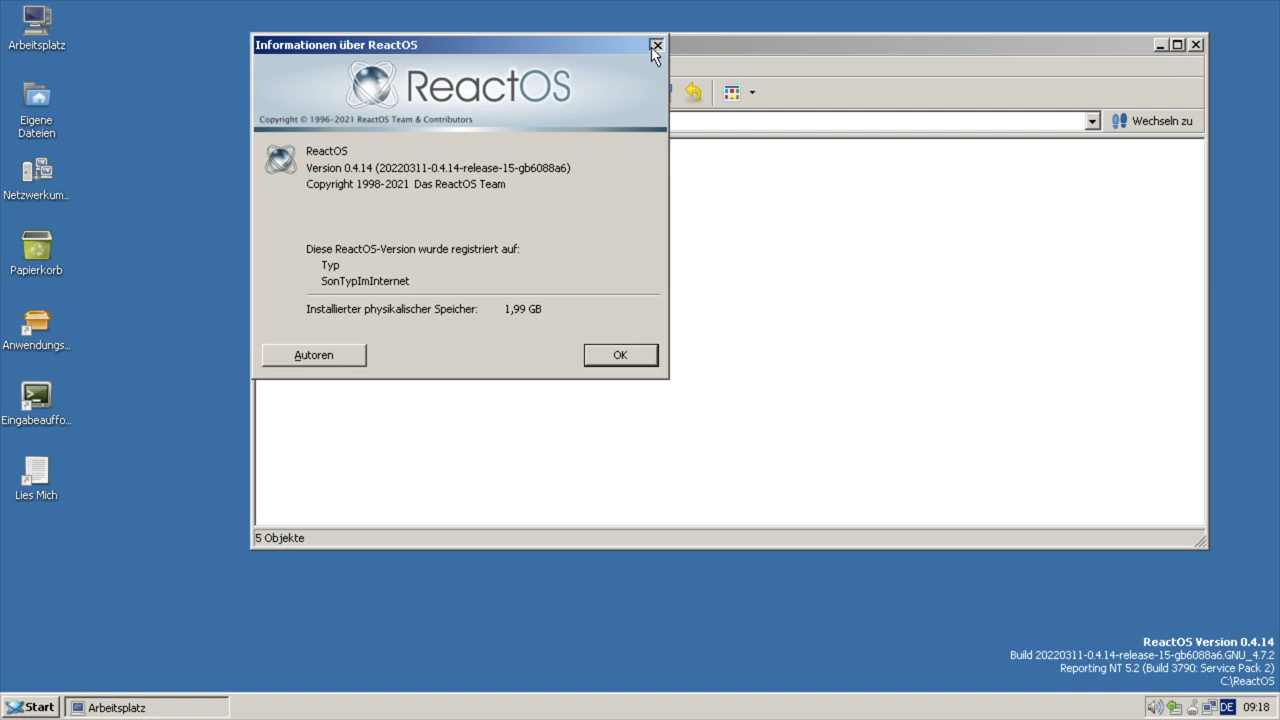 Arbeitsplatz
Eigene
Dateien
Netzwerkum...
Papierkorb
Anwendungs...
Eingabeauffo...
Lies Mich
Informationen über ReactOS
ReactOS
Copyright © 1996-2021 ReactOS Team & Contributors
ReactOS
Version 0.4.14 (20220311-0.4.14-release-15-gb6088a6)
Copyright 1998-2021 Das ReactOS Team
Diese ReactOS-Version wurde registriert auf:
Typ
SonTypImInternet
Installierter physikalischer Speicher: 1,99 GB
Autoren
OK
Wechseln zu
5 Objekte
ReactOS Version 0.4.14
Build 20220311-0.4.14-release-15-gb6088a6.GNU_4.7.2
Reporting NT 5.2 (Build 3790: Service Pack 2)
C:\ReactOS
Start
Arbeitsplatz
DE
09:18